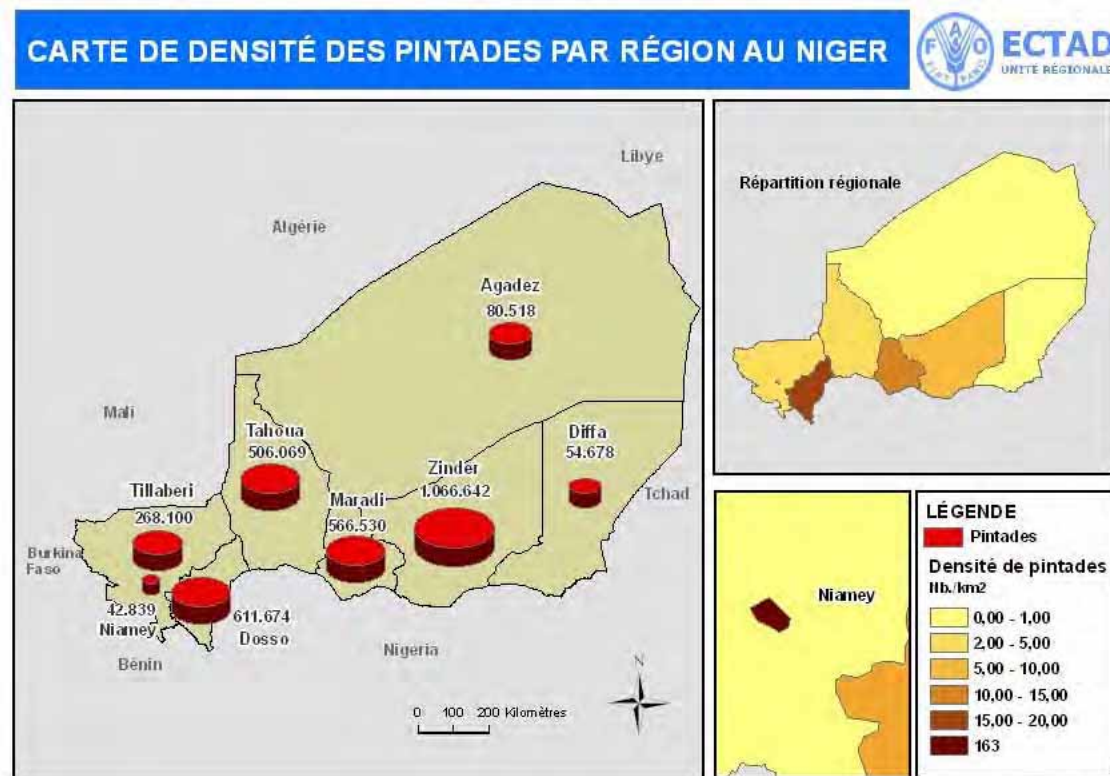 CARTE DE DENSITÉ DES PINTADES PAR RÉGION AU NIGER
FAO
FIAT PANIS
ECTAD
UNITE RÉGIONALE
Libye
Algérie
Agadez
80.518
Mali
Tahoua
506.069
Diffa
54.678
Zinder
1.066.642
Tillaberi
268.100
Maradi
566.530
Tchad
Burkina
Faso
42.839
Niamey
611.674
Dosso
Bénin
Nigéria
N
0 100 200 Kilomètres
Répartition régionale
Niamey
LÉGENDE
Pintades
Densité de pintades
Nb./km2
0,00 - 1,00
2,00 - 5,00
5,00 - 10,00
10,00 - 15,00
15,00 - 20,00
163